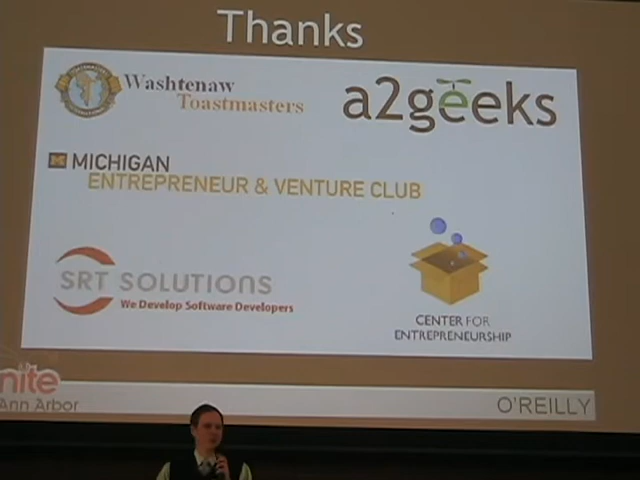 Thanks
Washtenaw
Toastmasters
a2geeks
M MICHIGAN
ENTREPRENEUR & VENTURE CLUB
SRT SOLUTIONS
We Develop Software Developers
CENTER FOR
ENTREPRENEURSHIP
nite
Ann Arbor
O'REILLY